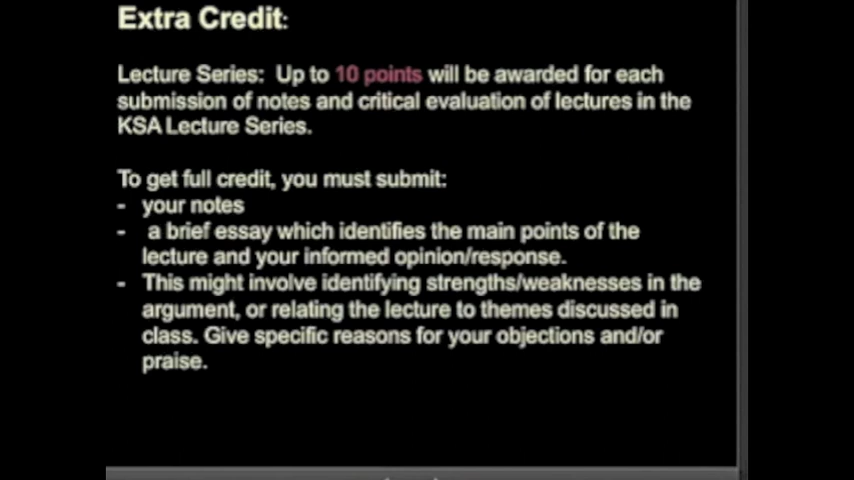 Extra Credit:
Lecture Series: Up to 10 points will be awarded for each
submission of notes and critical evaluation of lectures in the
KSA Lecture Series.
To get full credit, you must submit:
- your notes
- a brief essay which identifies the main points of the
lecture and your informed opinion/response.
- This might involve identifying strengths/weaknesses in the
argument, or relating the lecture to themes discussed in
class. Give specific reasons for your objections and/or
praise.